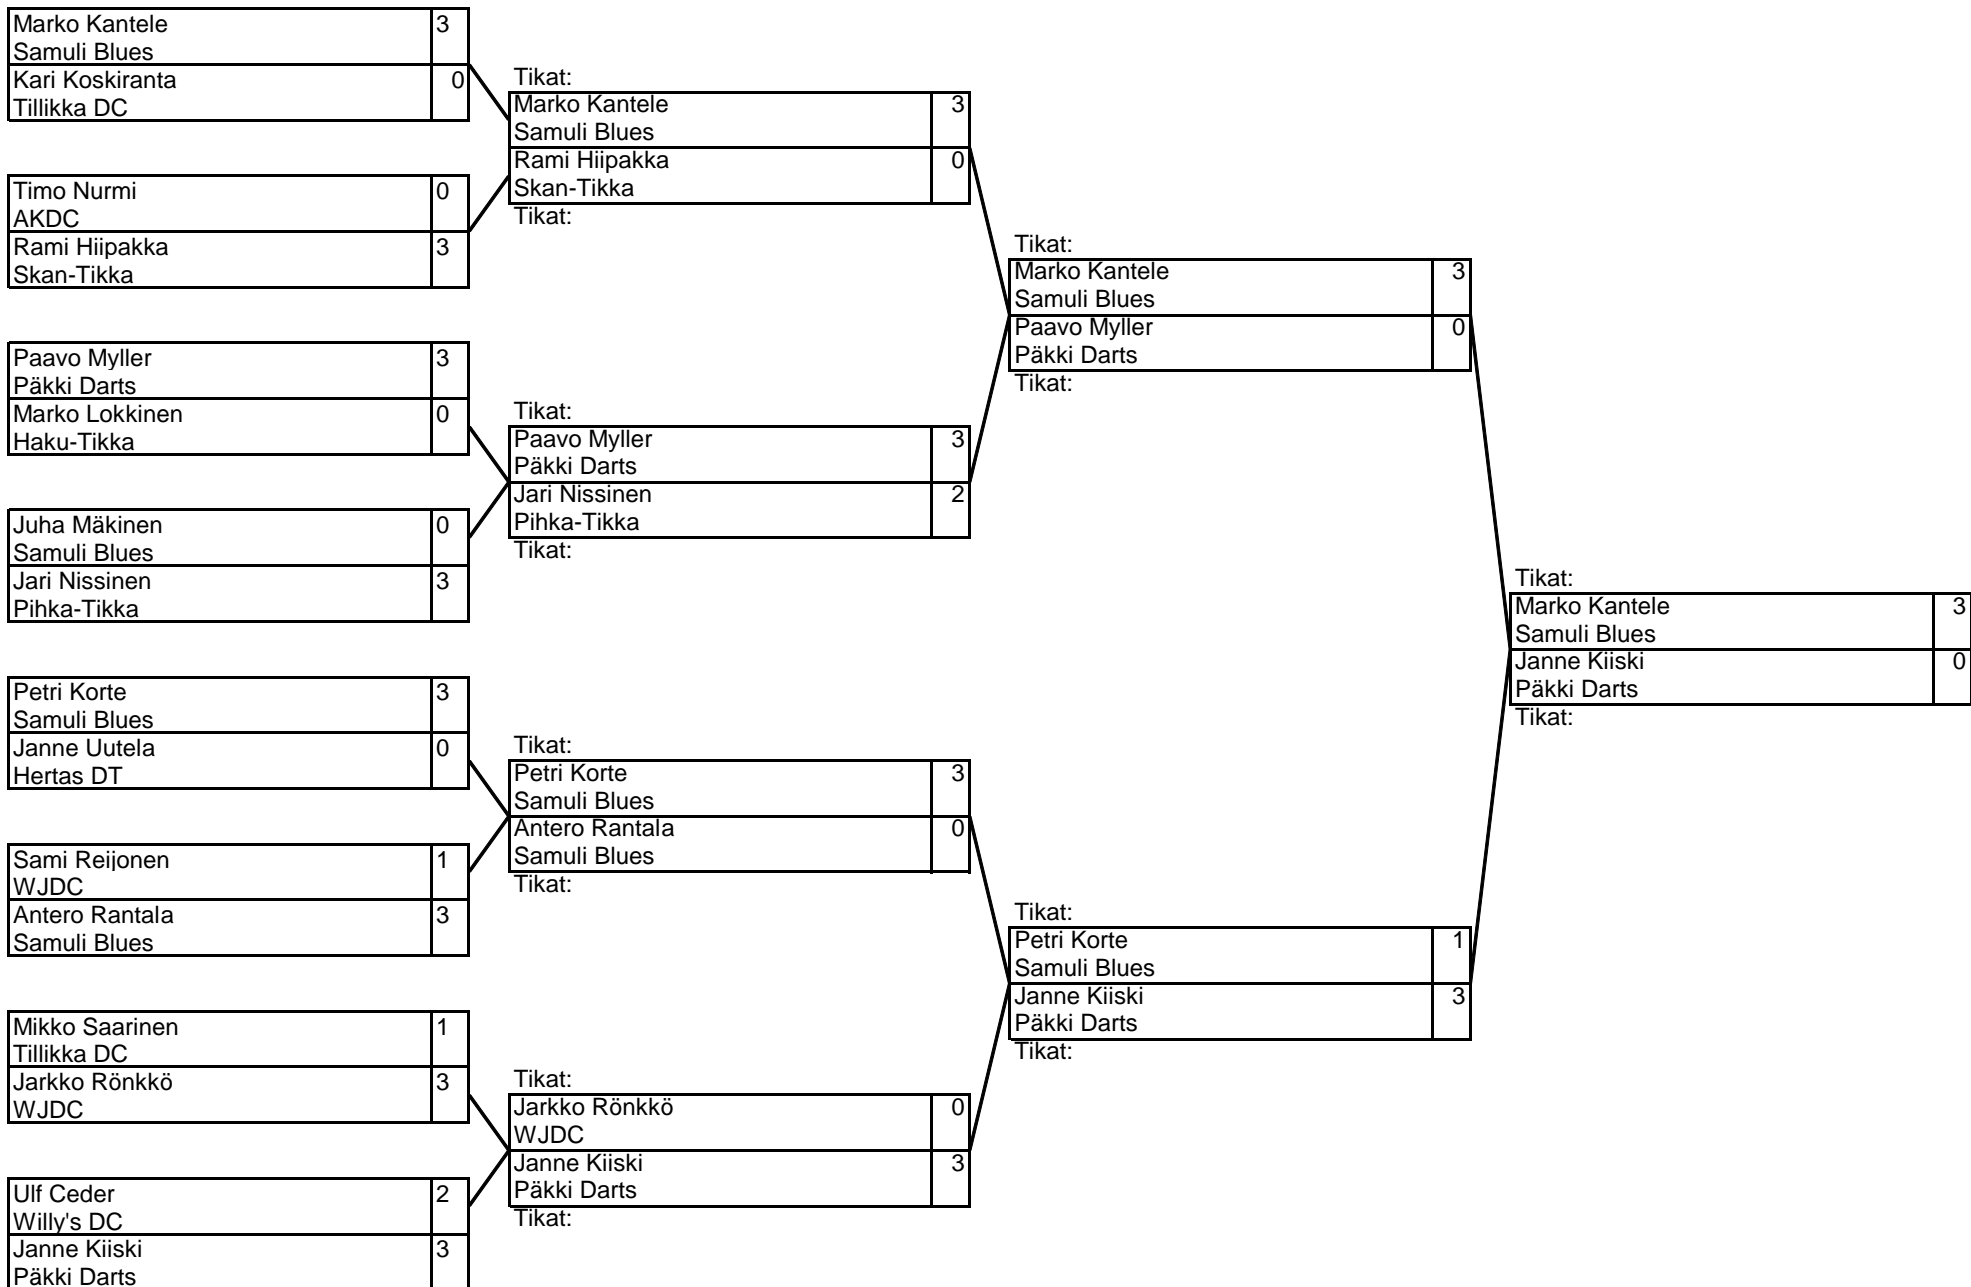 Marko Kantele 3
Samuli Blues
Kari Koskiranta 0
Tillikka DC
Timo Nurmi 0
AKDC
Rami Hiipakka 3
Skan-Tikka
Paavo Myller 3
Päkki Darts
Marko Lokkinen 0
Haku-Tikka
Juha Mäkinen 0
Samuli Blues
Jari Nissinen 3
Pihka-Tikka
Petri Korte 3
Samuli Blues
Janne Uutela 0
Hertas DT
Sami Reijonen 1
WJDC
Antero Rantala 3
Samuli Blues
Mikko Saarinen 1
Tillikka DC
Jarkko Rönkkö 3
WJDC
Ulf Ceder 2
Willy's DC
Janne Kiiski 3
Päkki Darts
Tikat:
Marko Kantele 3
Samuli Blues
Rami Hiipakka 0
Skan-Tikka
Tikat:
Tikat:
Paavo Myller 3
Päkki Darts
Jari Nissinen 2
Pihka-Tikka
Tikat:
Tikat:
Petri Korte 3
Samuli Blues
Antero Rantala 0
Samuli Blues
Tikat:
Tikat:
Jarkko Rönkkö 0
WJDC
Janne Kiiski 3
Päkki Darts
Tikat:
Tikat:
Marko Kantele 3
Samuli Blues
Paavo Myller 0
Päkki Darts
Tikat:
Tikat:
Petri Korte 1
Samuli Blues
Janne Kiiski 3
Päkki Darts
Tikat:
Tikat:
Marko Kantele 3
Samuli Blues
Janne Kiiski 0
Päkki Darts
Tikat: